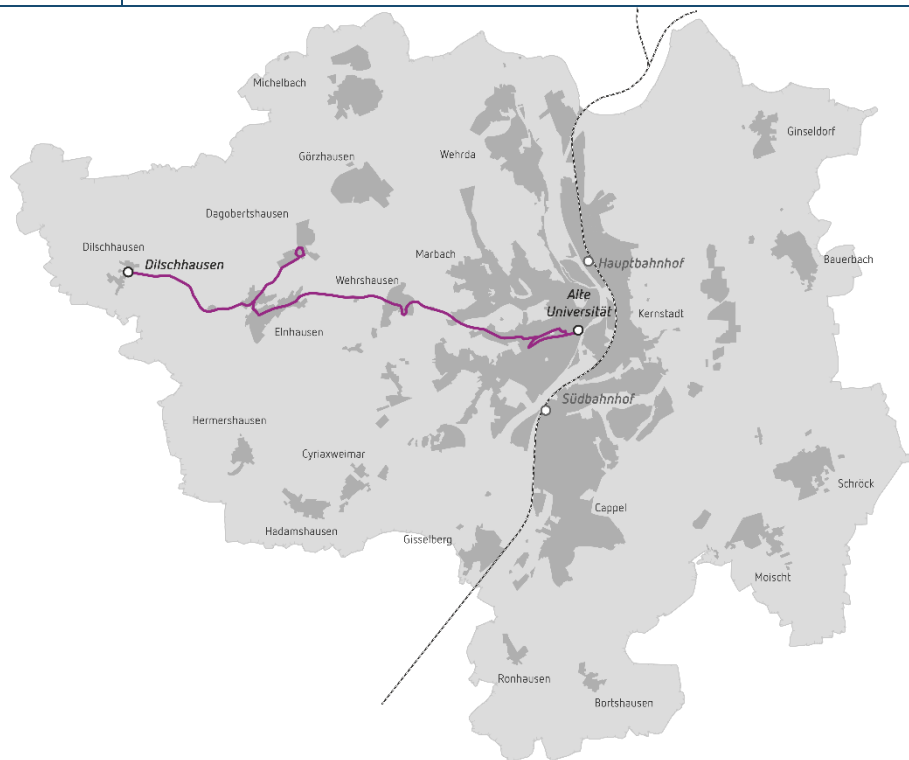 Michelbach
Ginseldorf
Görzhausen
Wehrda
Dagobertshausen
Dilschhausen
Dilschhausen
Marbach
Hauptbahnhof
Bauerbach
Wehrshausen
Alte
Universität
Kernstadt
Elnhausen
Südbahnhof
Hermershausen
Cyriaxweimar
Schröck
Cappel
Hadamshausen
Gisselberg
Moischt
Ronhausen
Bortshausen